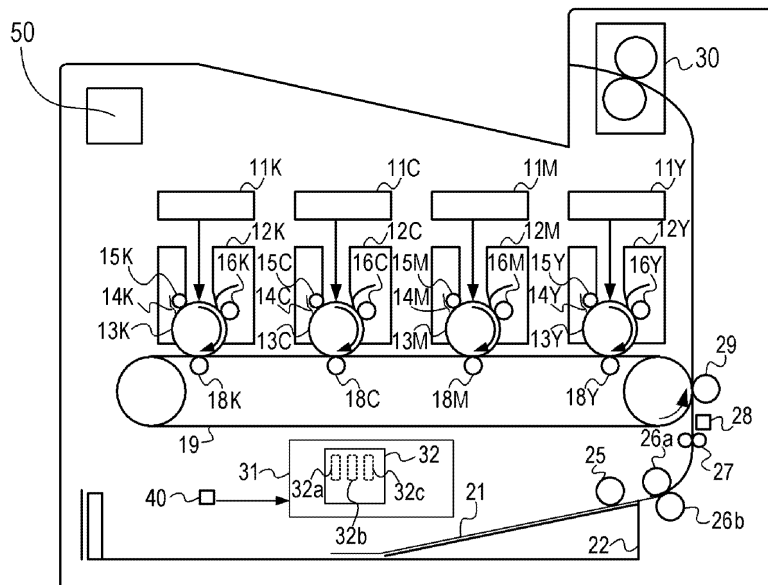 50
30
11K 11C 11M 11Y
12K 12C 12M 12Y
15K 16K 15C 16C 15M 16M 15Y 16Y
14K 14C 14M 14Y
13K 13C 13M 13Y
29
18K 18C 18M 18Y
28
19 26a
31 32 25 27
32a 32c
40 21
32b 26b
22